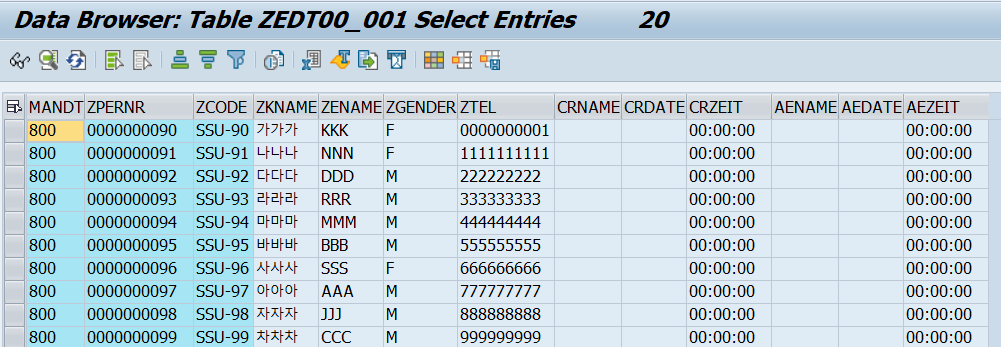 Data Browser: Table ZEDT00_001 Select Entries 20
MANDT ZPERNR ZCODE ZKNAME ZENAME ZGENDER ZTEL CRNAME CRDATE CRZEIT AENAME AEDATE AEZEIT
800 0000000090 SSU-90 가가가 KKK F 0000000001 00:00:00 00:00:00
800 0000000091 SSU-91 나나나 NNN F 1111111111 00:00:00 00:00:00
800 0000000092 SSU-92 다다다 DDD M 222222222 00:00:00 00:00:00
800 0000000093 SSU-93 라라라 RRR M 333333333 00:00:00 00:00:00
800 0000000094 SSU-94 마마마 MMM M 444444444 00:00:00 00:00:00
800 0000000095 SSU-95 바바바 BBB M 555555555 00:00:00 00:00:00
800 0000000096 SSU-96 사사사 SSS F 666666666 00:00:00 00:00:00
800 0000000097 SSU-97 아아아 AAA M 777777777 00:00:00 00:00:00
800 0000000098 SSU-98 자자자 JJJ M 888888888 00:00:00 00:00:00
800 0000000099 SSU-99 차차차 CCC M 999999999 00:00:00 00:00:00